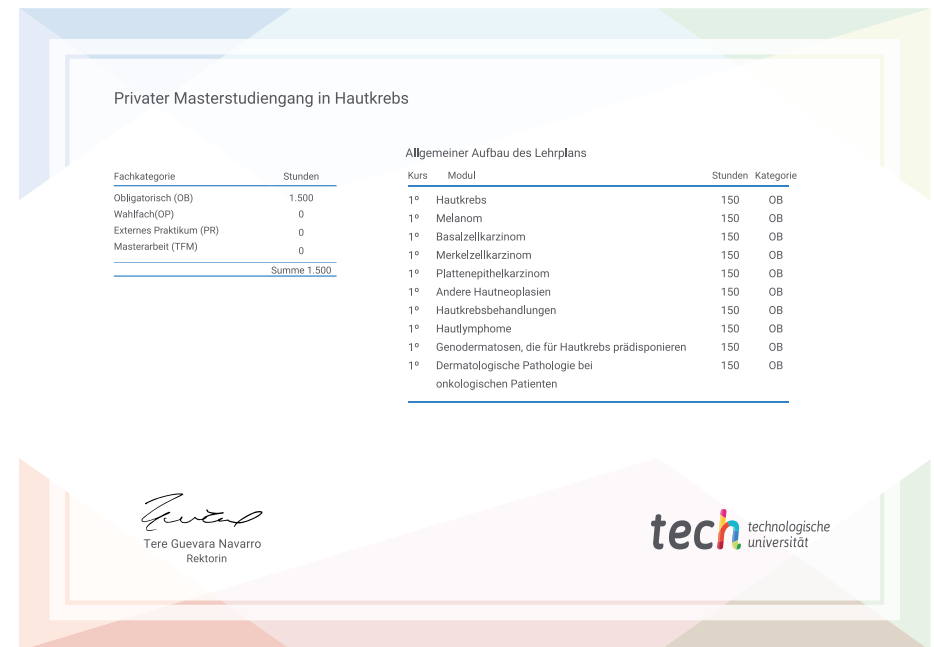 Privater Masterstudiengang in Hautkrebs
Fachkategorie Stunden
Obligatorisch (OB) 1.500
Wahlfach(OP) 0
Externes Praktikum (PR) 0
Masterarbeit (TFM) 0
Summe 1.500
Allgemeiner Aufbau des Lehrplans
Kurs Modul Stunden Kategorie
1º Hautkrebs 150 OB
1º Melanom 150 OB
1º Basalzellkarzinom 150 OB
1º Merkelzellkarzinom 150 OB
1º Plattenepithelkarzinom 150 OB
1º Andere Hautneoplasien 150 OB
1º Hautkrebsbehandlungen 150 OB
1º Hautlymphome 150 OB
1º Genodermatosen, die für Hautkrebs prädisponieren 150 OB
1º Dermatologische Pathologie bei 150 OB
onkologischen Patienten
Tere Guevara Navarro
Rektorin
tech technologische
universität